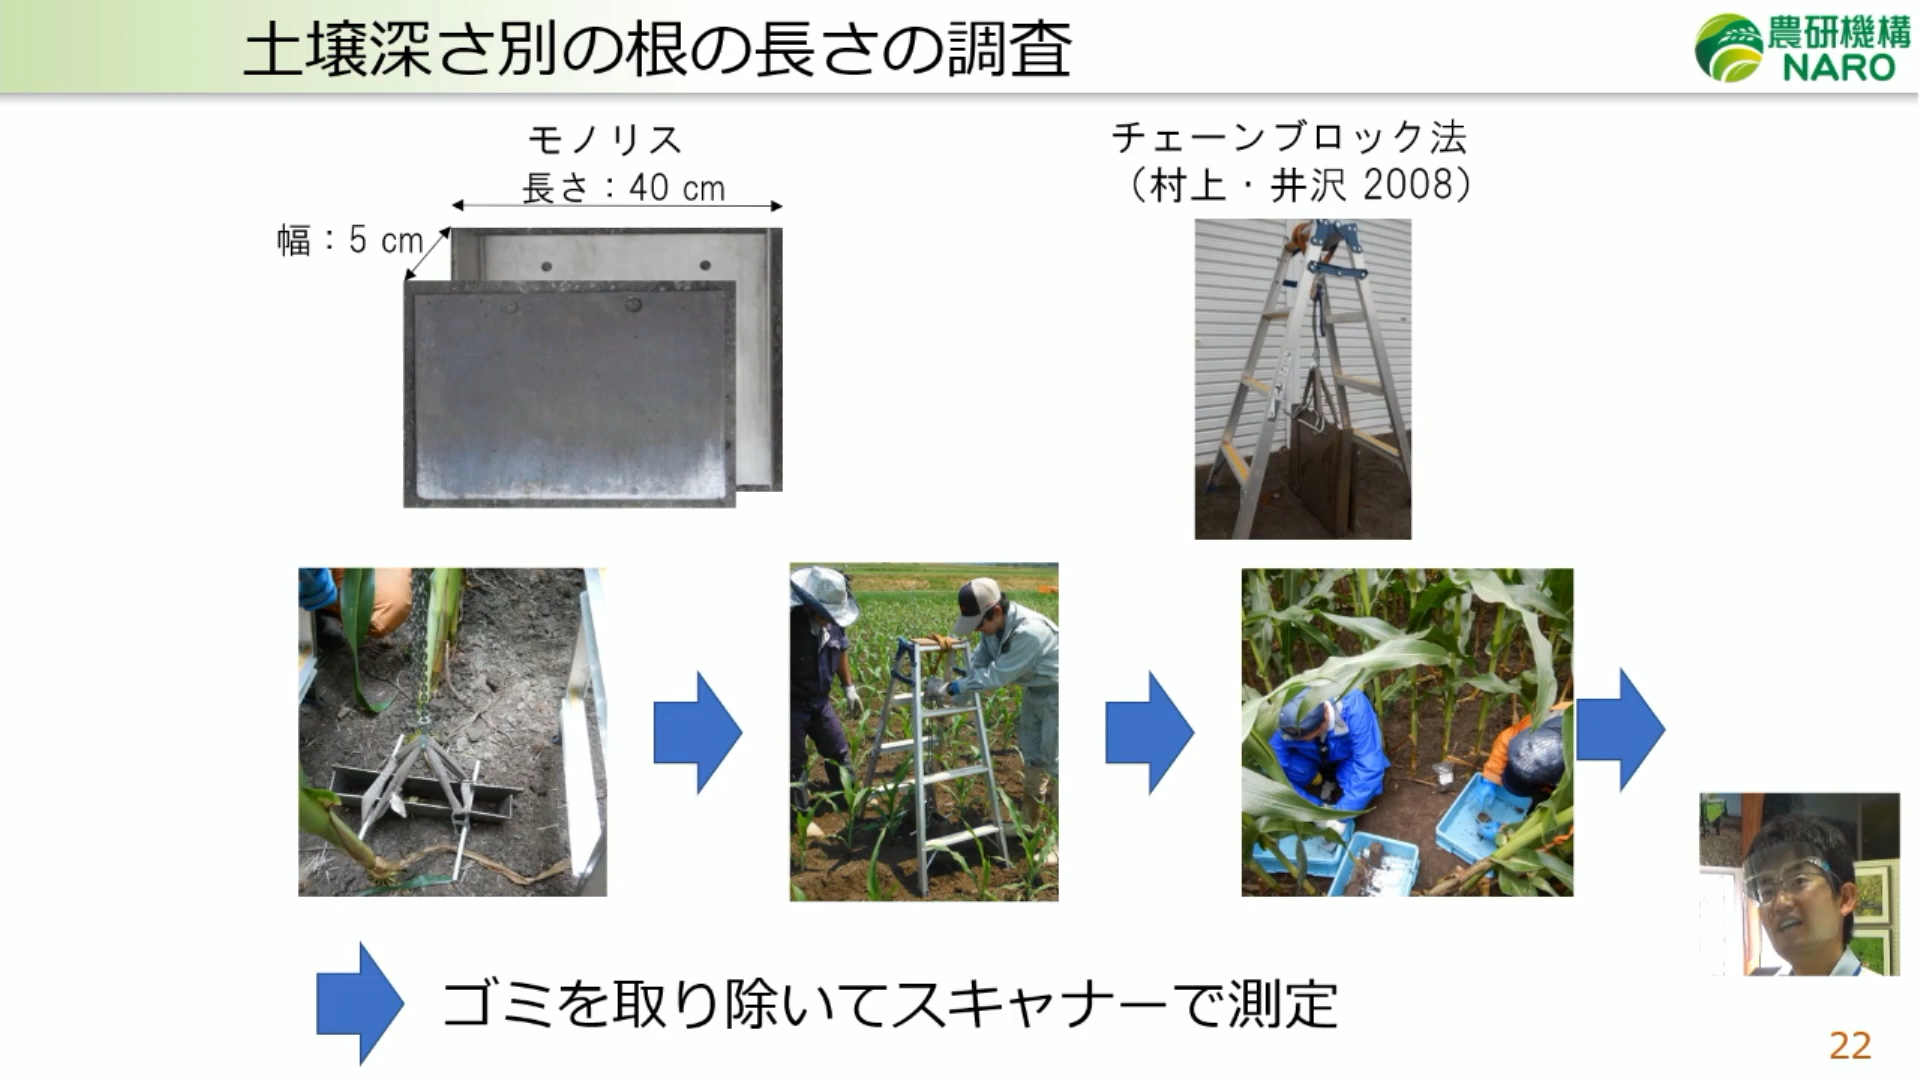 土壌深さ別の根の長さの調査
農研機構
NARO
モノリス
長さ：40 cm
幅：5 cm
チェーンブロック法
（村上・井沢 2008）
ゴミを取り除いてスキャナーで測定
22